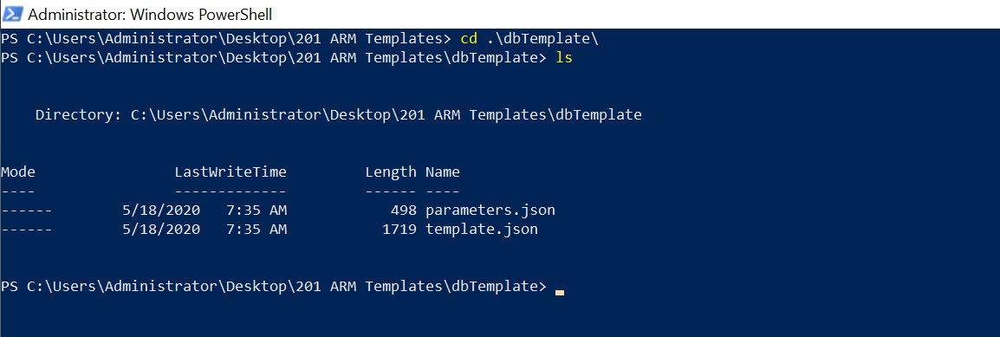 Administrator: Windows PowerShell
PS C:\Users\Administrator\Desktop\201 ARM Templates> cd .\dbTemplate\
PS C:\Users\Administrator\Desktop\201 ARM Templates\dbTemplate> ls
Directory: C:\Users\Administrator\Desktop\201 ARM Templates\dbTemplate
Mode LastWriteTime Length Name
---- ------------- ------ ----
------ 5/18/2020 7:35 AM 498 parameters.json
------ 5/18/2020 7:35 AM 1719 template.json
PS C:\Users\Administrator\Desktop\201 ARM Templates\dbTemplate>